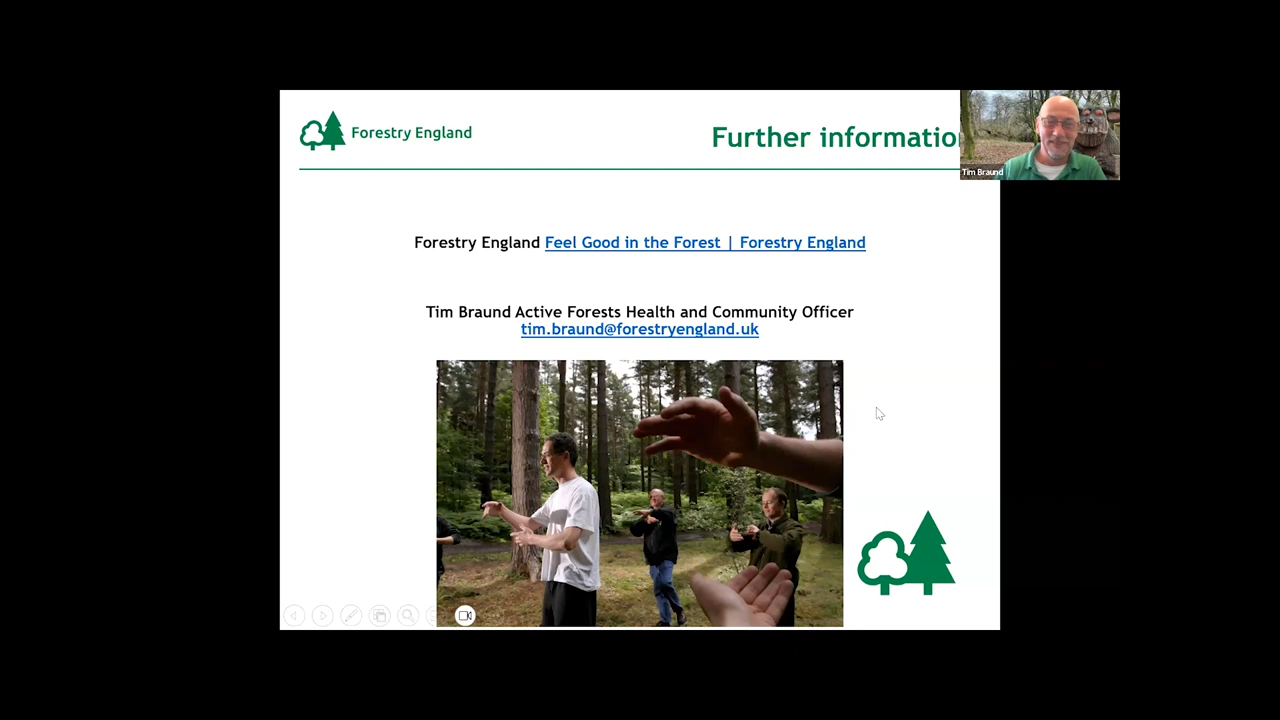 Forestry England
Further informatio
Tim Braund
Forestry England Feel Good in the Forest | Forestry England
Tim Braund Active Forests Health and Community Officer
tim.braund@forestryengland.uk